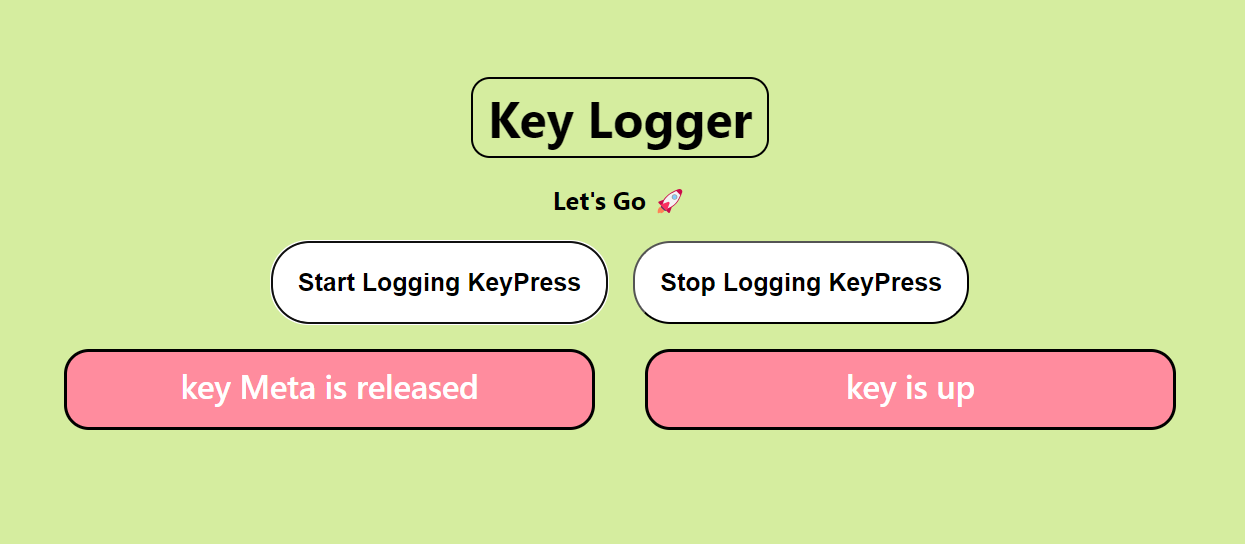 Key Logger
Let's Go 🚀
Start Logging KeyPress
Stop Logging KeyPress
key Meta is released
key is up